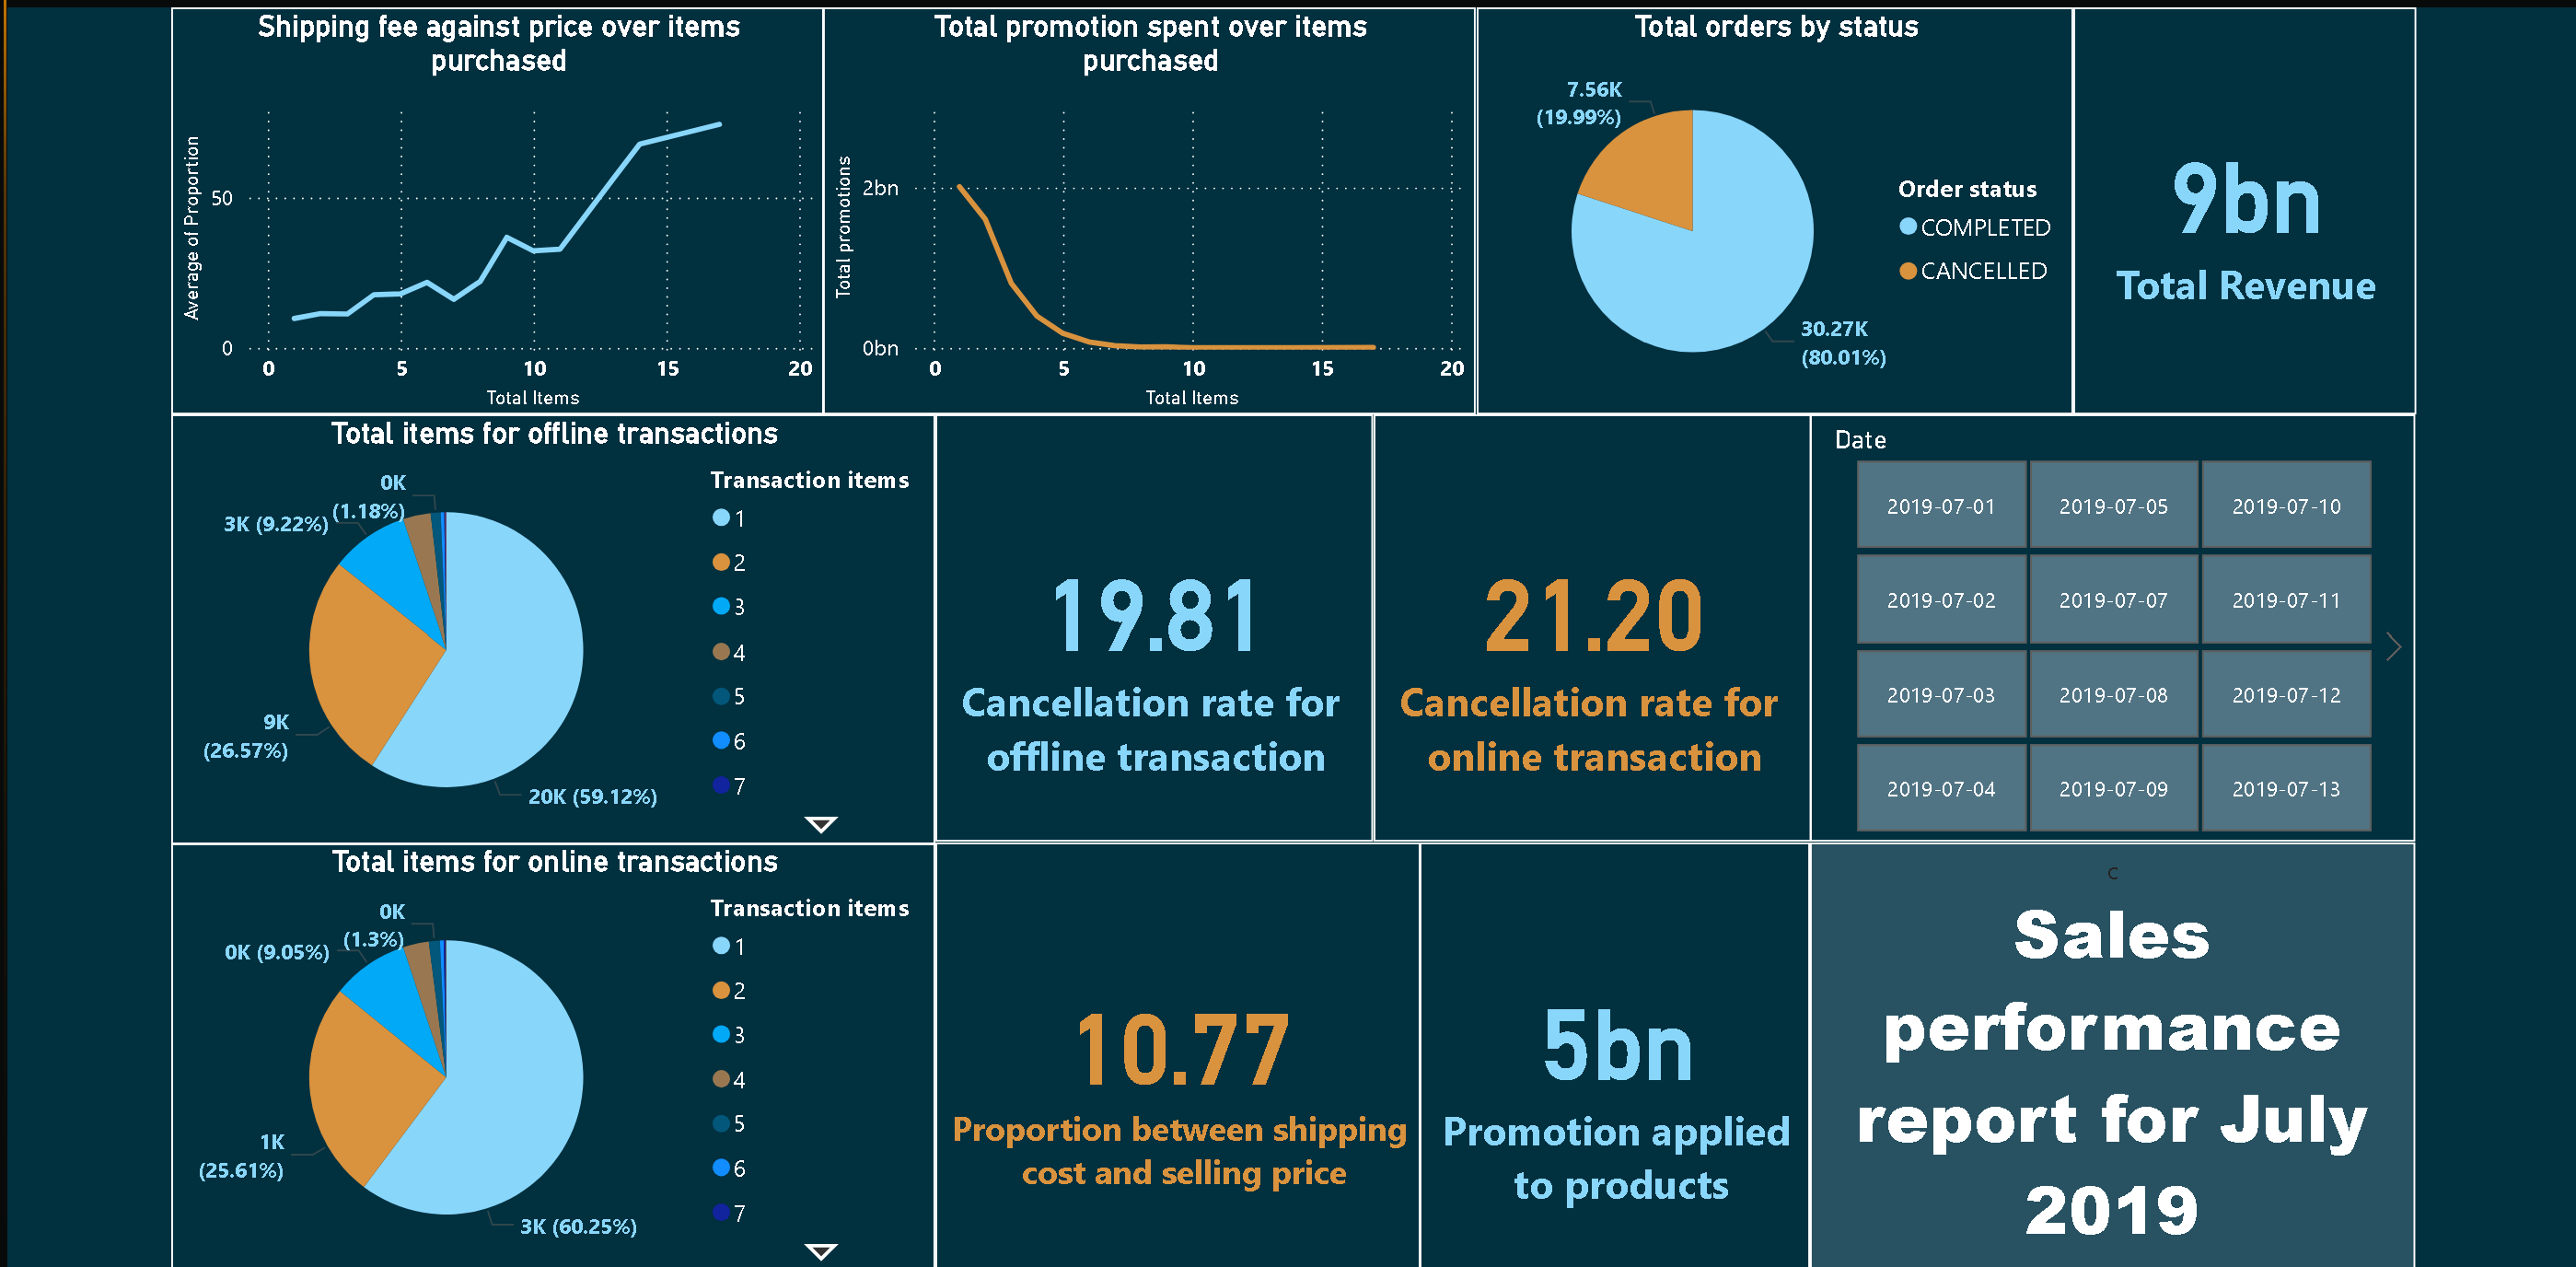 Shipping fee against price over items
purchased
Average of Proportion
50
0
0 5 10 15 20
Total Items
Total promotion spent over items
purchased
Total promotions
2bn
0bn
0 5 10 15 20
Total Items
Total orders by status
7.56K
(19.99%)
30.27K
(80.01%)
Order status
COMPLETED
CANCELLED
9bn
Total Revenue
Total items for offline transactions
0K
(1.18%)
3K (9.22%)
9K
(26.57%)
20K (59.12%)
Transaction items
1
2
3
4
5
6
7
19.81
Cancellation rate for
offline transaction
21.20
Cancellation rate for
online transaction
Date
2019-07-01 2019-07-05 2019-07-10
2019-07-02 2019-07-07 2019-07-11
2019-07-03 2019-07-08 2019-07-12
2019-07-04 2019-07-09 2019-07-13
Total items for online transactions
0K
(1.3%)
0K (9.05%)
1K
(25.61%)
3K (60.25%)
Transaction items
1
2
3
4
5
6
7
10.77
Proportion between shipping
cost and selling price
5bn
Promotion applied
to products
c
Sales
performance
report for July
2019